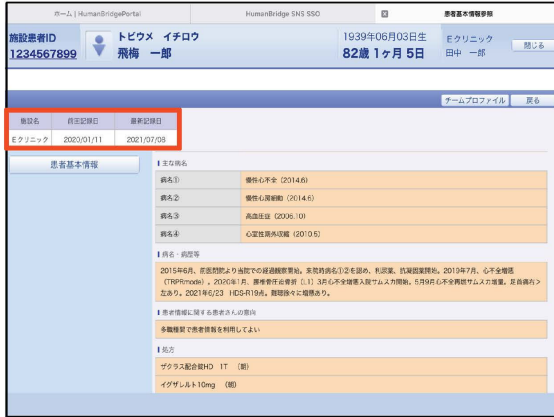 ホーム | HumanBridgePortal
HumanBridge SNS SSO
患者基本情報参照
施設患者ID
1234567899
トビウメ イチロウ
飛梅 一郎
1939年06月03日生
82歳 1ヶ月 5日
Eクリニック
田中 一郎
閉じる
チームプロファイル 戻る
施設名 前回記録日 最新記録日
Eクリニック 2020/01/11 2021/07/08
患者基本情報
主な病名
病名① 慢性心不全（2014.6）
病名② 慢性心房細動（2014.6）
病名③ 高血圧症（2006.10）
病名④ 心室性期外収縮（2010.5）
病名・病歴等
2015年6月、前医閉院より当院での経過観察開始。来院時病名①②を認め、利尿薬、抗凝固薬開始。2019年7月、心不全増悪
（TRPRmode）。2020年1月、腰椎骨圧迫骨折（L1）3月心不全増悪入院サムスカ開始。5月9月心不全再燃サムスカ増量。足首痛右＞
左あり。2021年6/23 HDS-R19点。難聴徐々に増悪あり。
患者情報に関する患者さんの意向
多職種間で患者情報を利用してよい
処方
ザクラス配合錠HD 1T （朝）
イグザレルト10mg （朝）